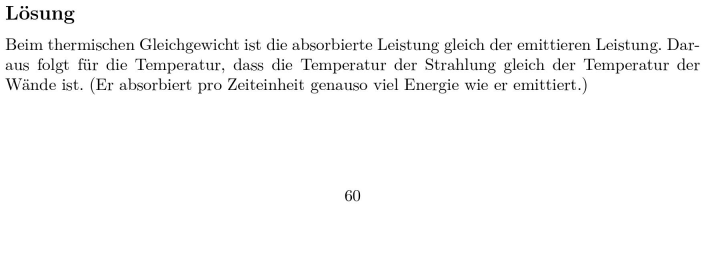 Lösung
Beim thermischen Gleichgewicht ist die absorbierte Leistung gleich der emittieren Leistung. Dar-
aus folgt für die Temperatur, dass die Temperatur der Strahlung gleich der Temperatur der
Wände ist. (Er absorbiert pro Zeiteinheit genauso viel Energie wie er emittiert.)
60